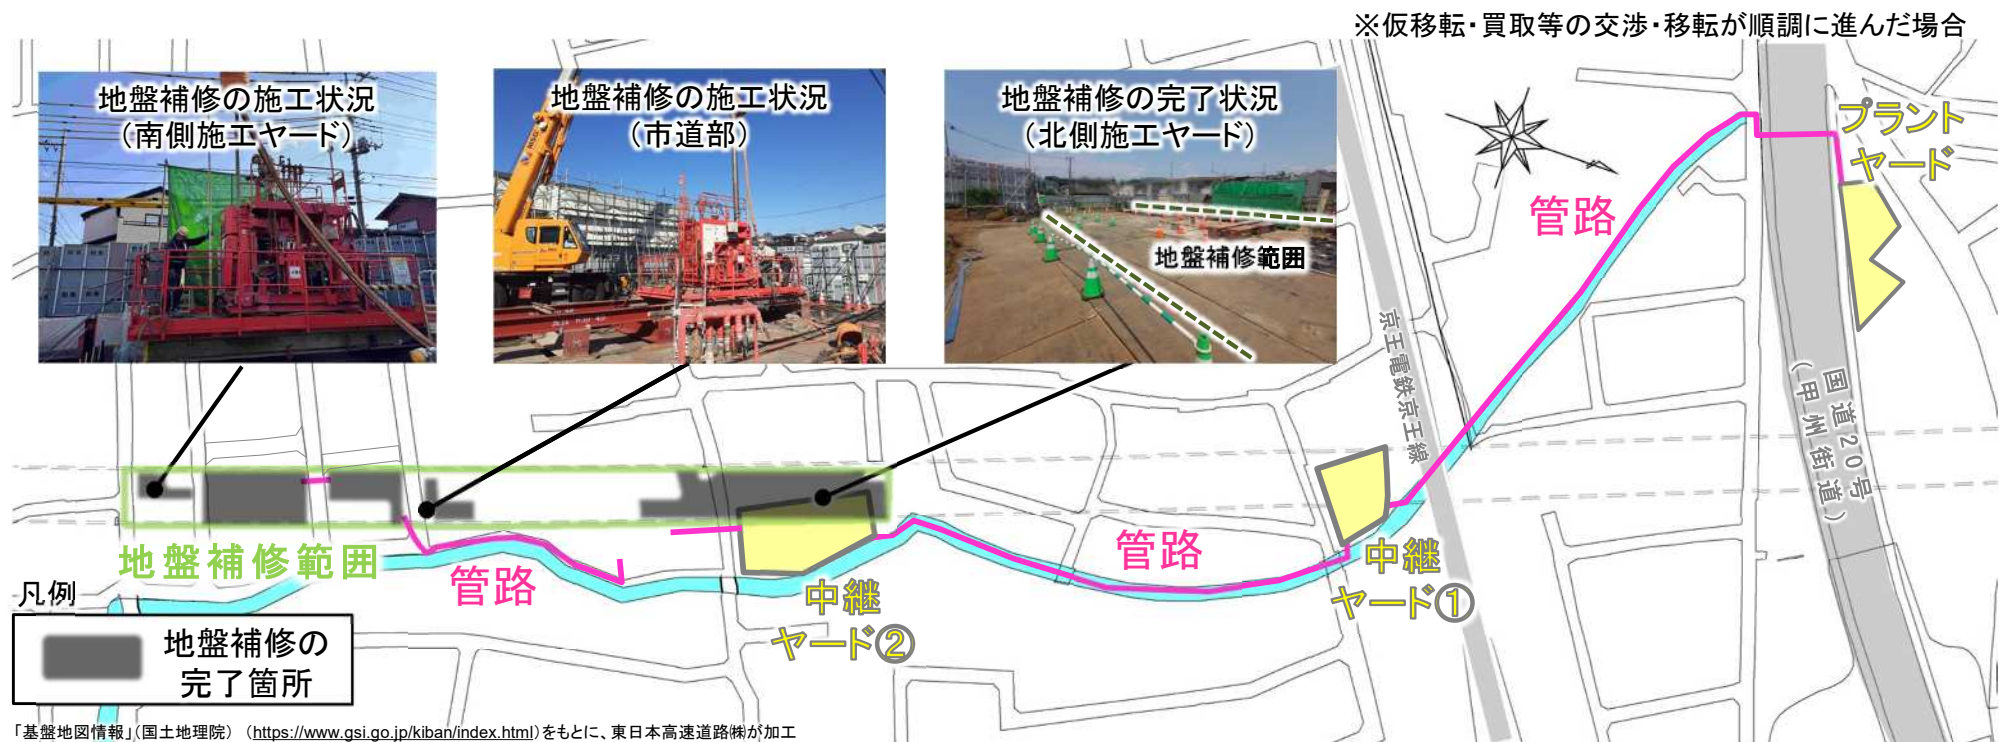 ※仮移転・買取等の交渉・移転が順調に進んだ場合
地盤補修の施工状況
（南側施工ヤード）
地盤補修の施工状況
（市道部）
地盤補修の完了状況
（北側施工ヤード）
地盤補修範囲
プラント
ヤード
管路
京王電鉄京王線
国道20号
（甲州街道）
地盤補修範囲
管路
管路
中継
ヤード①
中継
ヤード②
凡例
地盤補修の
完了箇所
「基盤地図情報」（国土地理院）（https://www.gsi.go.jp/kiban/index.html）をもとに、東日本高速道路㈱が加工